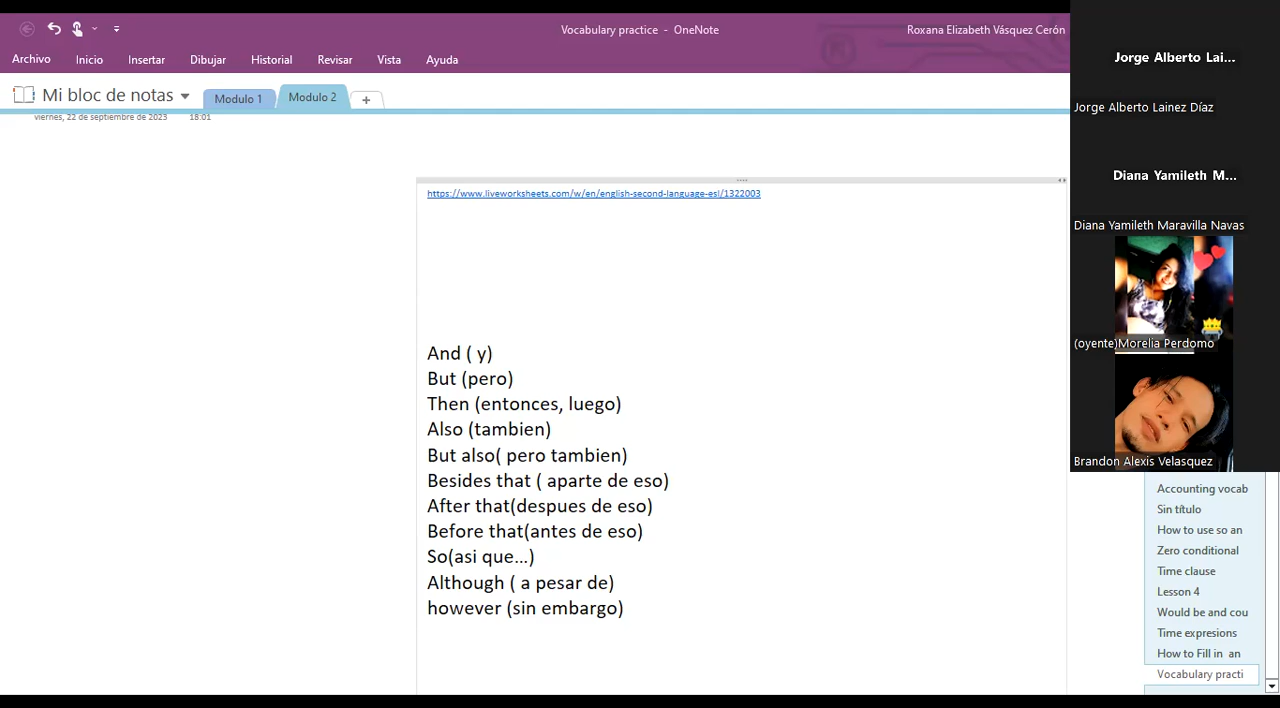 Vocabulary practice - OneNote
Roxana Elizabeth Vásquez Cerón
Archivo Inicio Insertar Dibujar Historial Revisar Vista Ayuda
Mi bloc de notas Modulo 1 Modulo 2 +
viernes, 22 de septiembre de 2023 18:01
https://www.liveworksheets.com/w/en/english-second-language-esl/1322003
And ( y)
But (pero)
Then (entonces, luego)
Also (tambien)
But also( pero tambien)
Besides that ( aparte de eso)
After that(despues de eso)
Before that(antes de eso)
So(asi que...)
Although ( a pesar de)
however (sin embargo)
Jorge Alberto Lai...
Jorge Alberto Lainez Díaz
Diana Yamileth M...
Diana Yamileth Maravilla Navas
(oyente)Morelia Perdomo
Brandon Alexis Velasquez
Accounting vocab
Sin título
How to use so an
Zero conditional
Time clause
Lesson 4
Would be and cou
Time expresions
How to Fill in an
Vocabulary practi